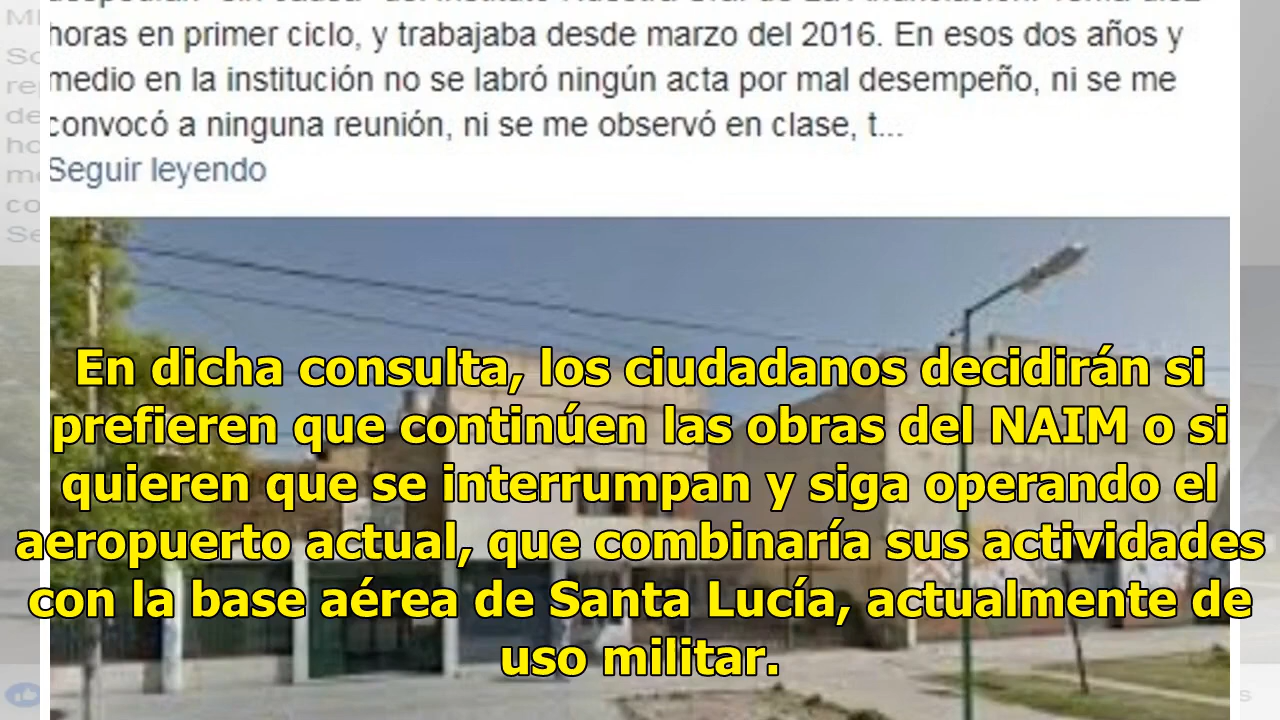 horas en primer ciclo, y trabajaba desde marzo del 2016. En esos dos años y
medio en la institución no se labró ningún acta por mal desempeño, ni se me
convocó a ninguna reunión, ni se me observó en clase, t...
Seguir leyendo
En dicha consulta, los ciudadanos decidirán si
prefieren que continúen las obras del NAIM o si
quieren que se interrumpan y siga operando el
aeropuerto actual, que combinaría sus actividades
con la base aérea de Santa Lucía, actualmente de
uso militar.